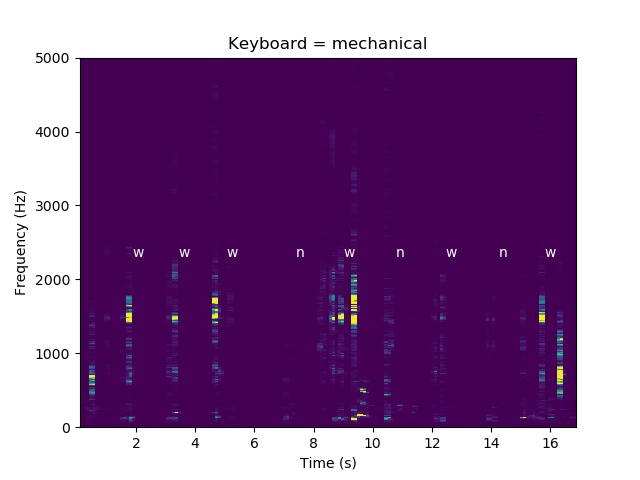 Keyboard = mechanical
5000
4000
3000
w w w n w n w n w
2000
1000
0
Frequency (Hz)
2 4 6 8 10 12 14 16
Time (s)